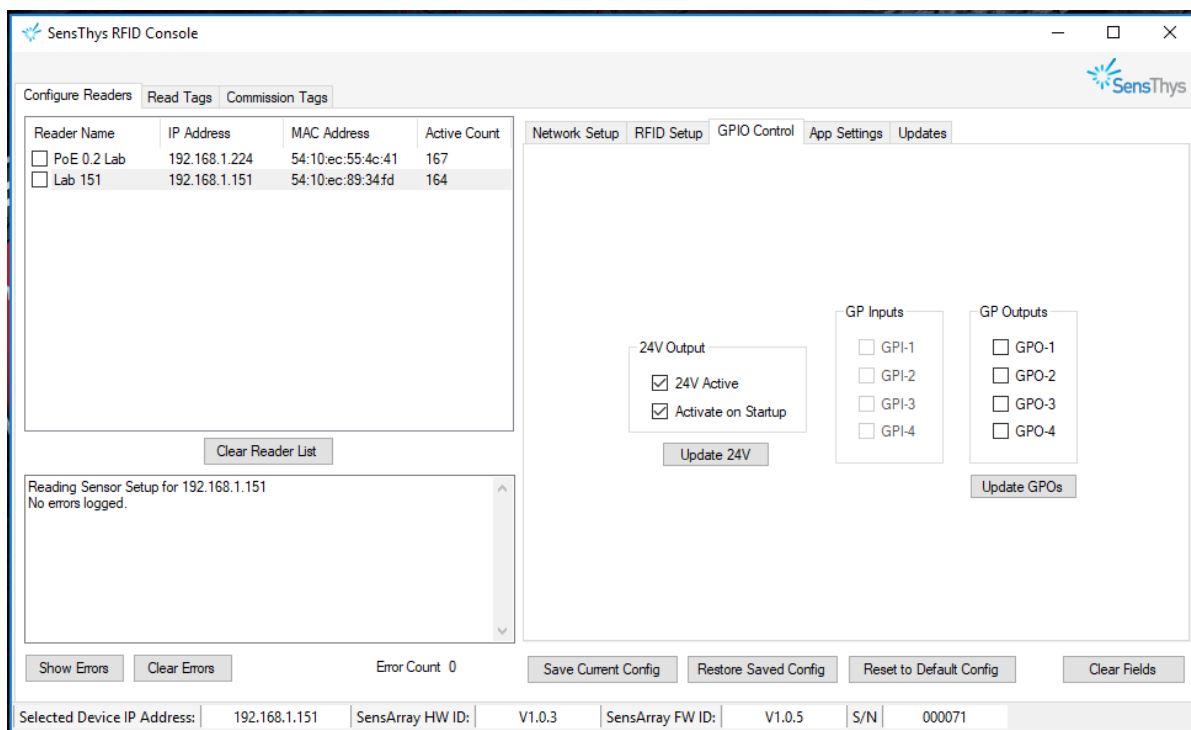 SensThys RFID Console
SensThys
Configure Readers Read Tags Commission Tags
Reader Name IP Address MAC Address Active Count
PoE 0.2 Lab 192.168.1.224 54:10:ec:55:4c:41 167
Lab 151 192.168.1.151 54:10:ec:89:34:fd 164
Clear Reader List
Reading Sensor Setup for 192.168.1.151
No errors logged.
Show Errors Clear Errors Error Count 0
Network Setup RFID Setup GPIO Control App Settings Updates
24V Output
24V Active
Activate on Startup
Update 24V
GP Inputs
GPI-1
GPI-2
GPI-3
GPI-4
GP Outputs
GPO-1
GPO-2
GPO-3
GPO-4
Update GPOs
Save Current Config Restore Saved Config Reset to Default Config Clear Fields
Selected Device IP Address: 192.168.1.151 SensArray HW ID: V1.0.3 SensArray FW ID: V1.0.5 S/N 000071